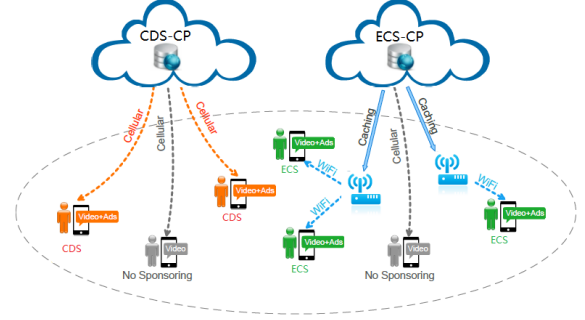 CDS-CP
ECS-CP
Cellular
Cellular
Cellular
Caching
Cellular
Caching
Video+Ads
ECS
WiFi
WiFi
WiFi
Video+Ads
CDS
Video+Ads
CDS
Video+Ads
ECS
Video
No Sponsoring
Video+Ads
ECS
Video
No Sponsoring